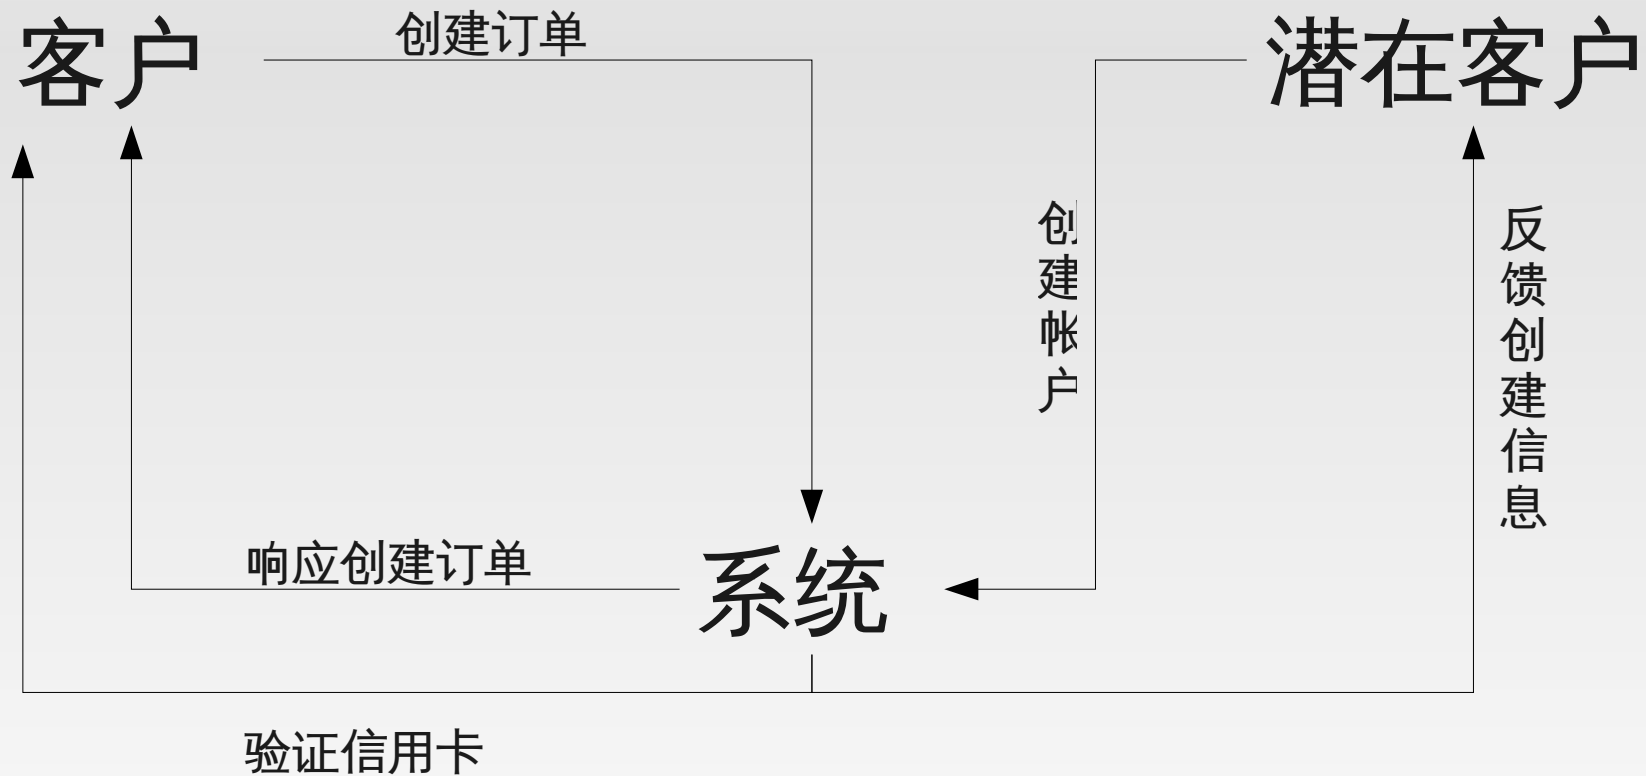 客户
创建订单
潜在客户
创建帐户
反馈创建信息
响应创建订单
系统
验证信用卡